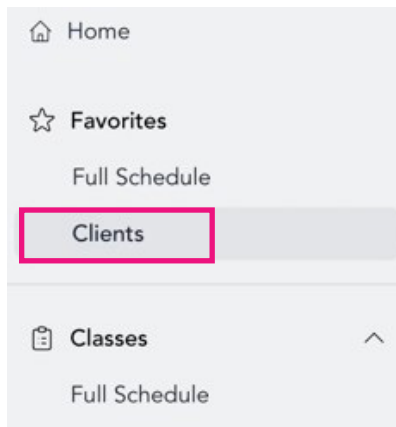 Home
Favorites
Full Schedule
Clients
Classes
Full Schedule